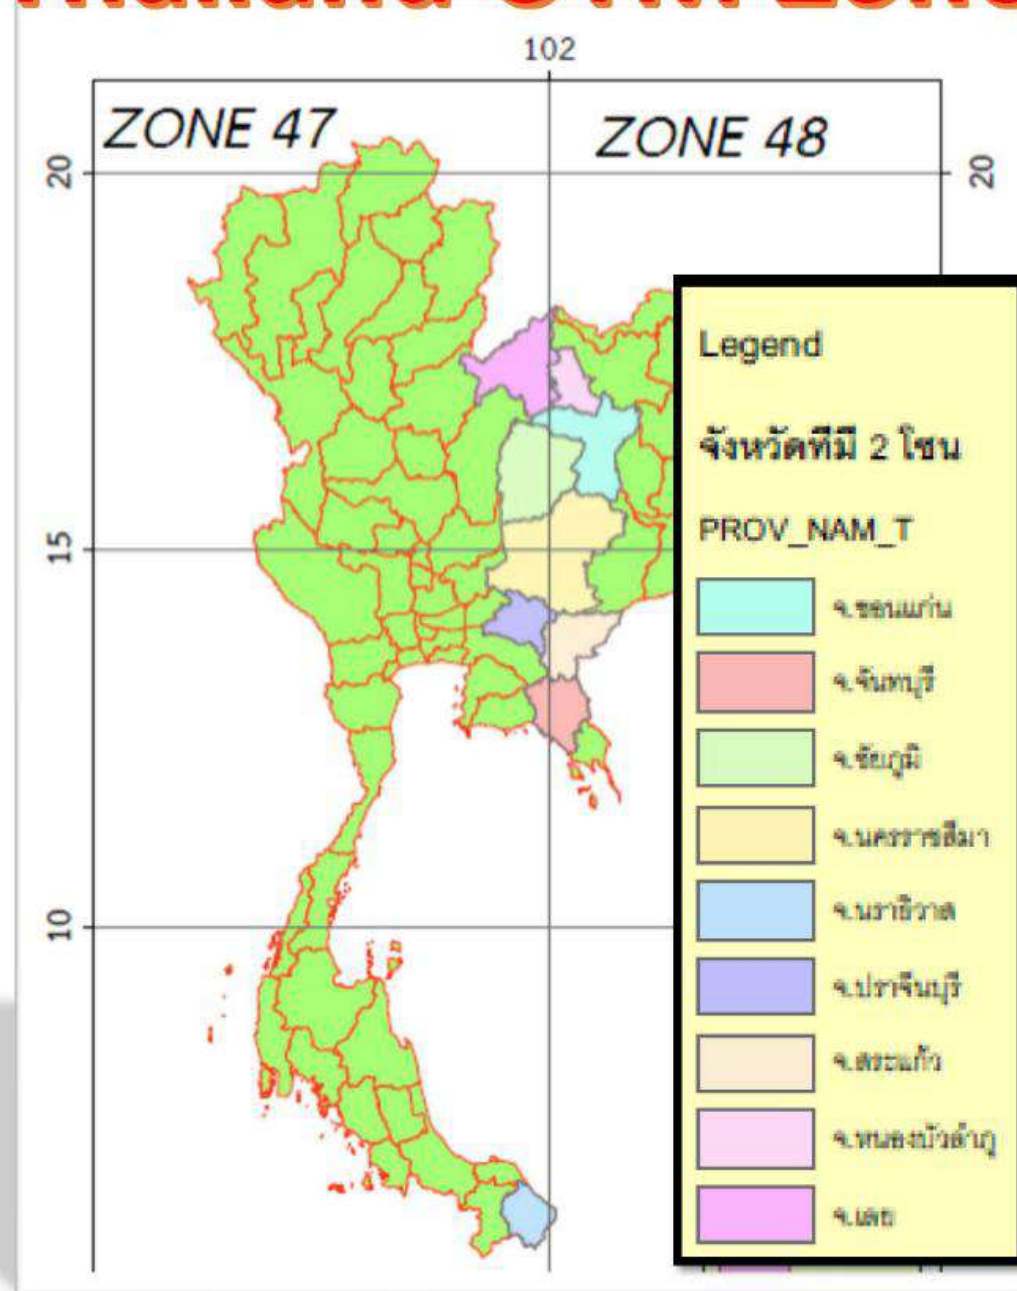 102
ZONE 47
ZONE 48
20
20
Legend
จังหวัดที่มี 2 โซน
PROV_NAM_T
15
จ.ขอนแก่น
จ.จันทบุรี
จ.ชัยภูมิ
จ.นครราชสีมา
จ.นราธิวาส
10
จ.ปราจีนบุรี
จ.สระแก้ว
จ.หนองบัวลำภู
จ.เลย